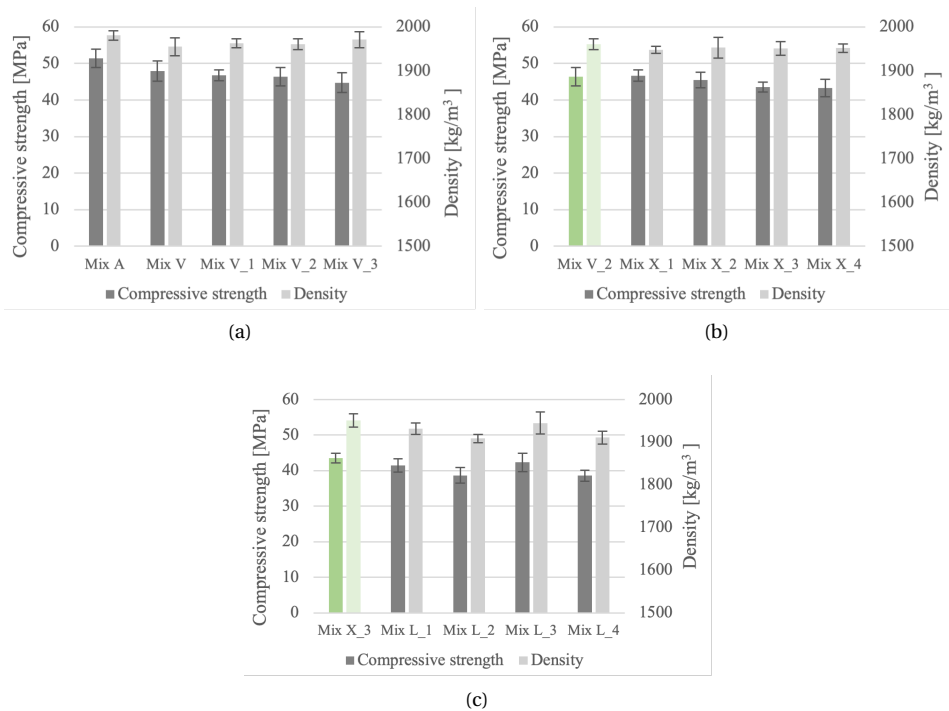 60
50
40
30
20
10
0
Compressive strength [MPa]
2000
1900
1800
1700
1600
1500
Density [kg/m³ ]
Mix A Mix V Mix V_1 Mix V_2 Mix V_3
Compressive strength Density
(a)
60
50
40
30
20
10
0
Compressive strength [MPa]
2000
1900
1800
1700
1600
1500
Density [kg/m³ ]
Mix V_2 Mix X_1 Mix X_2 Mix X_3 Mix X_4
Compressive strength Density
(b)
60
50
40
30
20
10
0
Compressive strength [MPa]
2000
1900
1800
1700
1600
1500
Density [kg/m³ ]
Mix X_3 Mix L_1 Mix L_2 Mix L_3 Mix L_4
Compressive strength Density
(c)